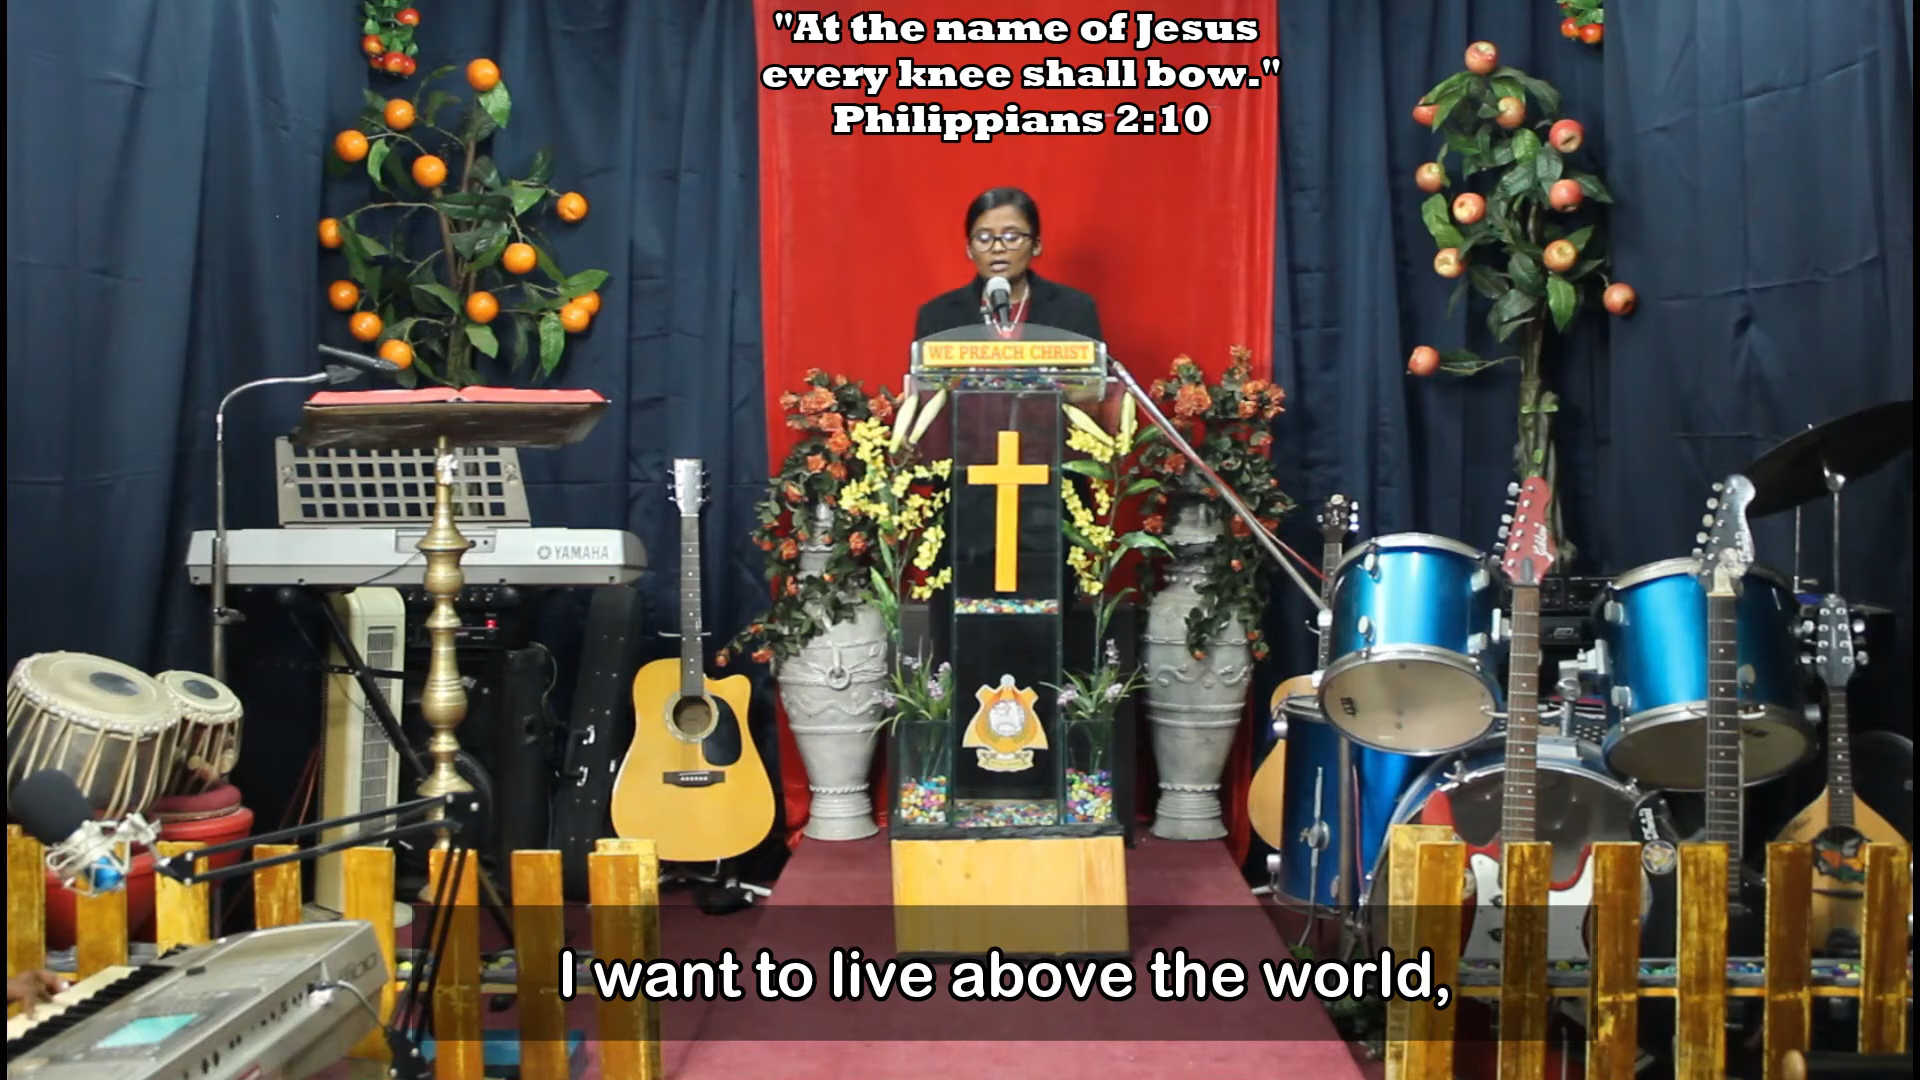 "At the name of Jesus
every knee shall bow."
Philippians 2:10
WE PREACH CHRIST
YAMAHA
I want to live above the world,